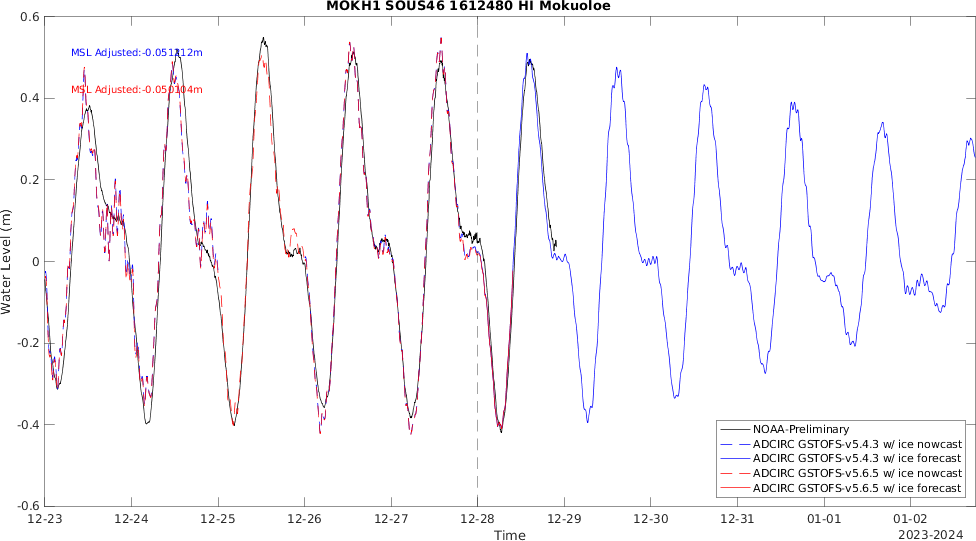 MOKH1 SOUS46 1612480 HI Mokuoloe
Water Level (m)
0.6
0.4
0.2
0
-0.2
-0.4
-0.6
MSL Adjusted:-0.051212m
MSL Adjusted:-0.050104m
NOAA-Preliminary
ADCIRC GSTOFS-v5.4.3 w/ ice nowcast
ADCIRC GSTOFS-v5.4.3 w/ ice forecast
ADCIRC GSTOFS-v5.6.5 w/ ice nowcast
ADCIRC GSTOFS-v5.6.5 w/ ice forecast
12-23 12-24 12-25 12-26 12-27 12-28 12-29 12-30 12-31 01-01 01-02
Time
2023-2024